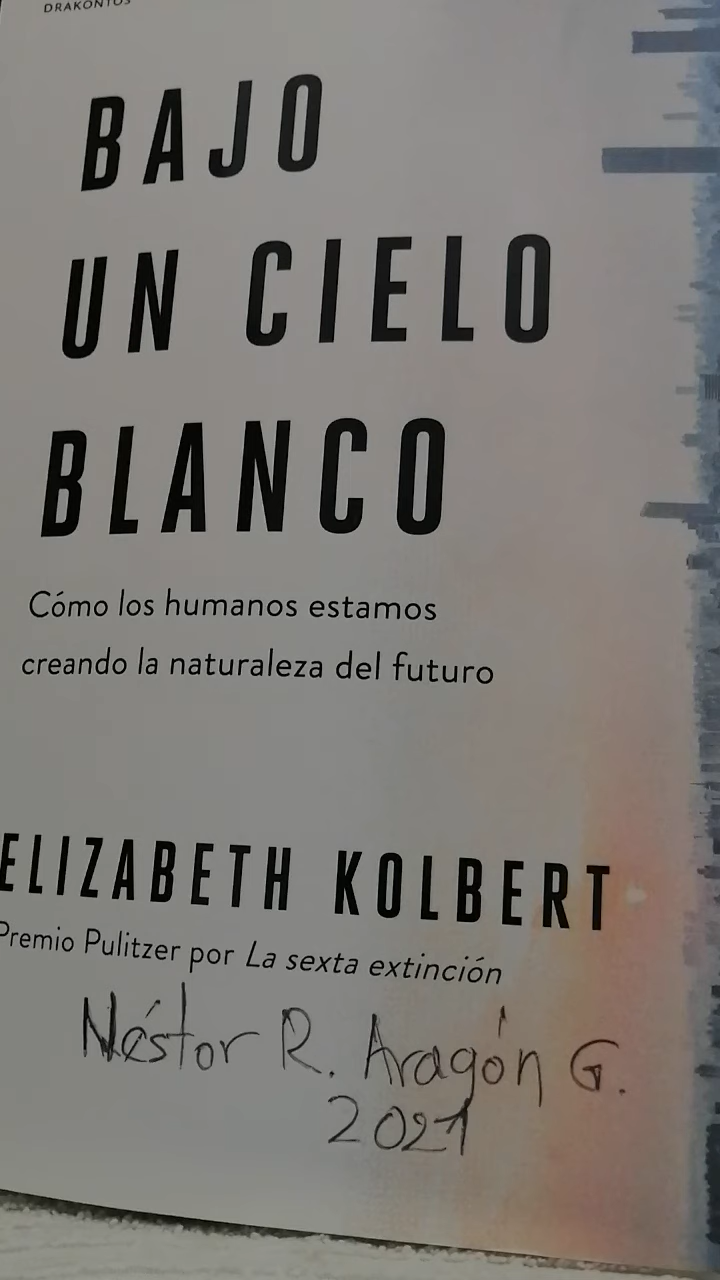 DRAKONTOS
BAJO
UN CIELO
BLANCO
Cómo los humanos estamos
creando la naturaleza del futuro
ELIZABETH KOLBERT
Premio Pulitzer por La sexta extinción
Néstor R. Aragón G.
2021